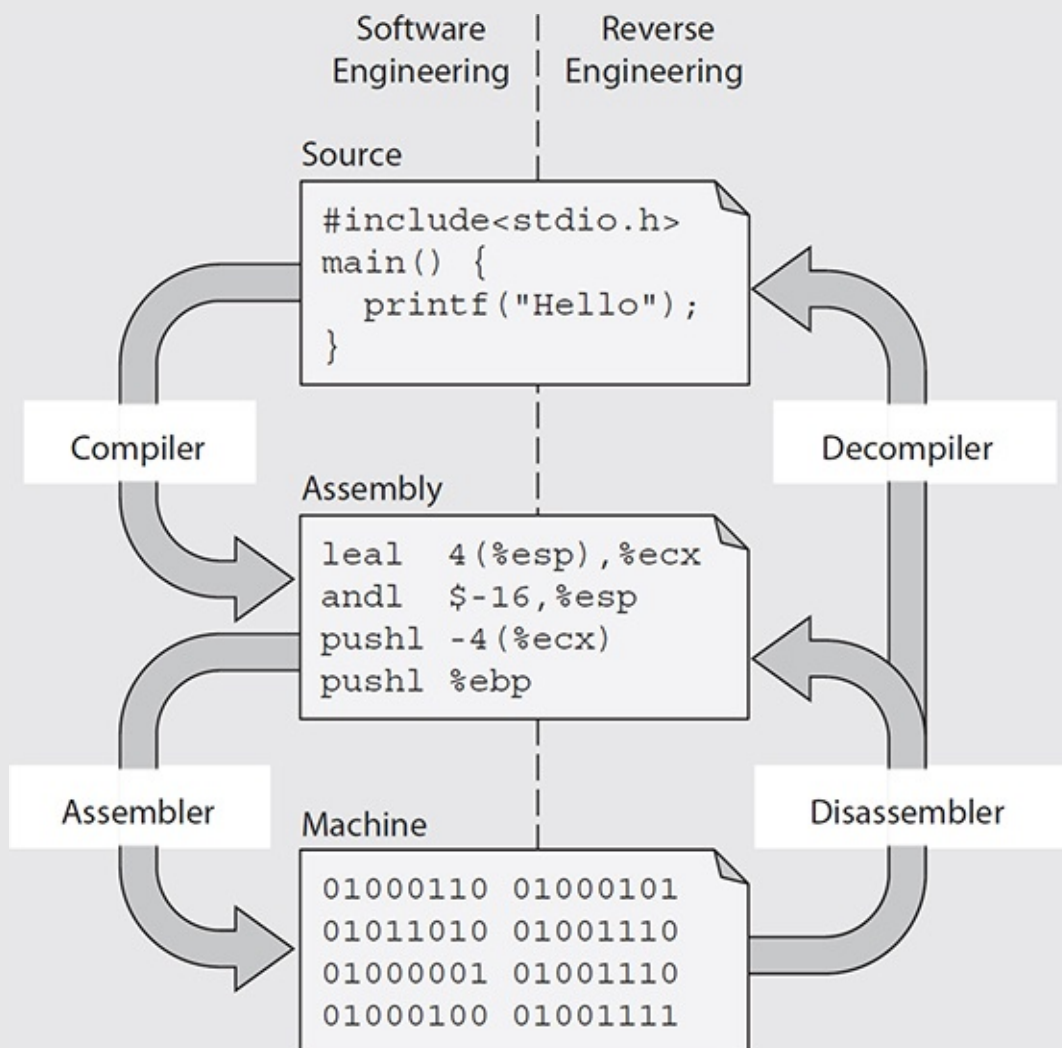 Software
Engineering
Reverse
Engineering
Source
#include<stdio.h>
main() {
  printf("Hello");
}
Compiler
Decompiler
Assembly
leal  4(%esp),%ecx
andl  $-16,%esp
pushl -4(%ecx)
pushl %ebp
Assembler
Disassembler
Machine
01000110 01000101
01011010 01001110
01000001 01001110
01000100 01001111